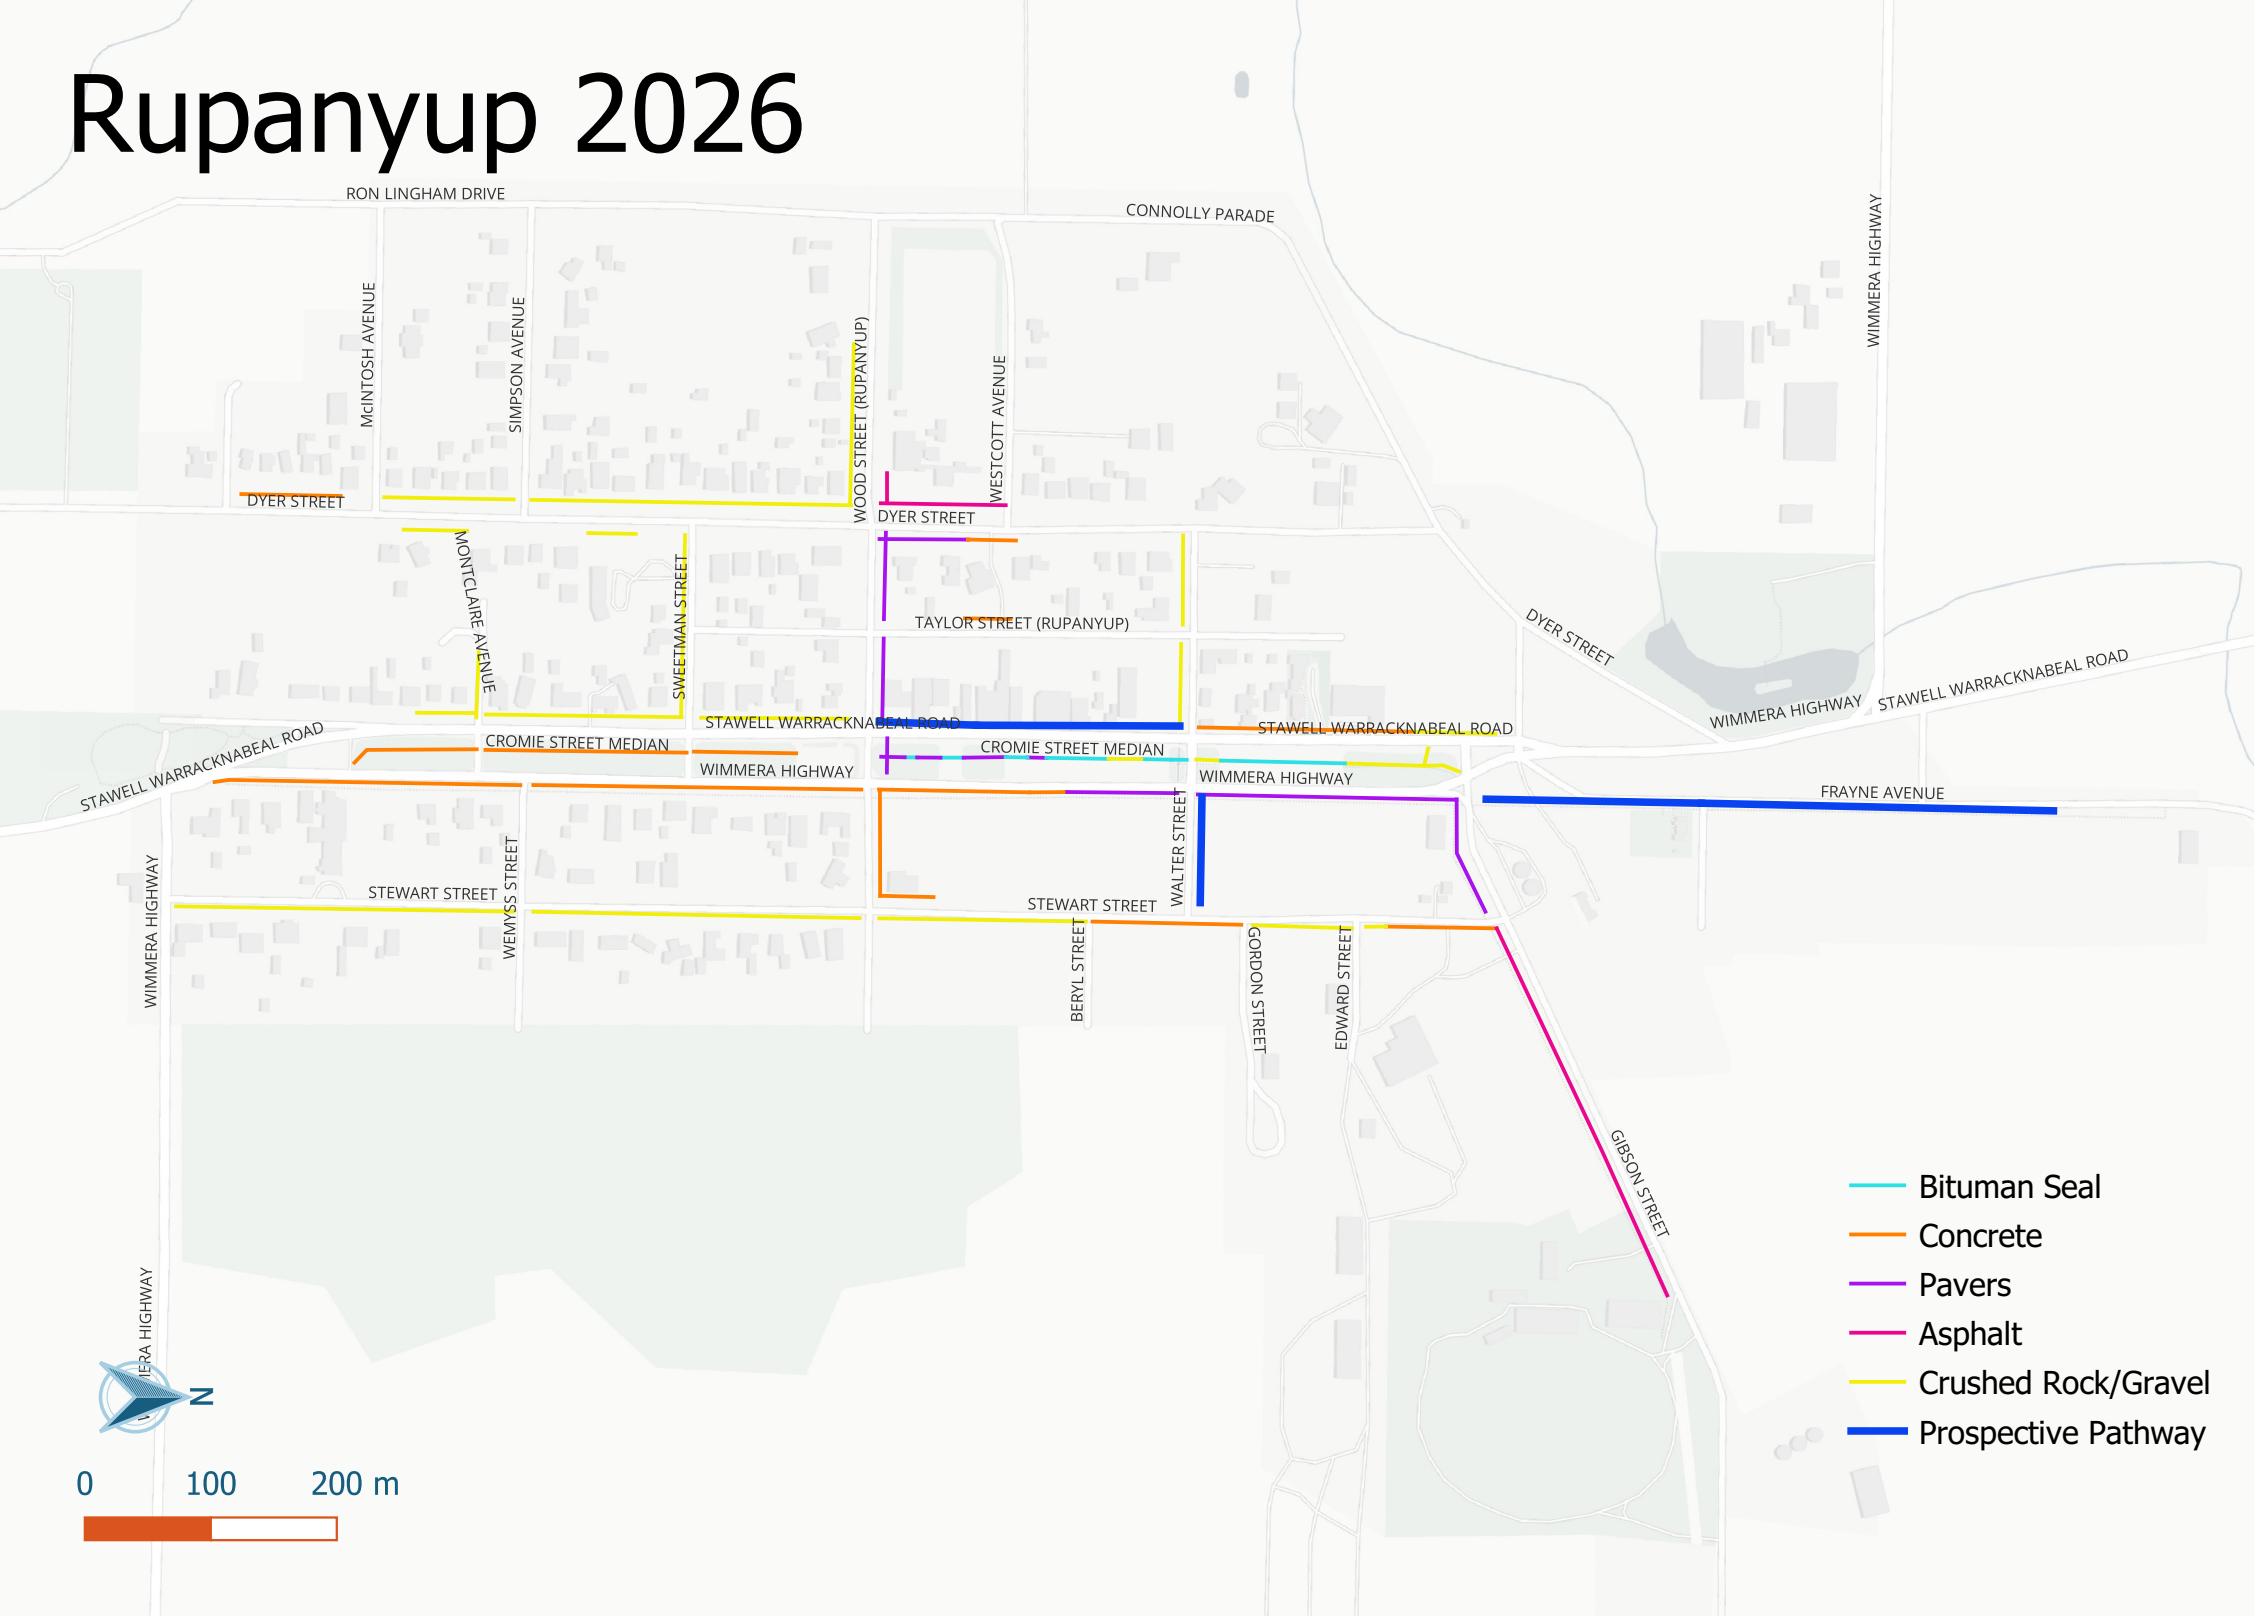 Rupanyup 2026
RON LINGHAM DRIVE
CONNOLLY PARADE
WIMMERA HIGHWAY
McINTOSH AVENUE
SIMPSON AVENUE
WOOD STREET (RUPANYUP)
WESTCOTT AVENUE
DYER STREET
DYER STREET
MONTCLAIRE AVENUE
SWEETMAN STREET
TAYLOR STREET (RUPANYUP)
DYER STREET
STAWELL WARRACKNABEAL ROAD
WIMMERA HIGHWAY
STAWELL WARRACKNABEAL ROAD
STAWELL WARRACKNABEAL ROAD
STAWELL WARRACKNABEAL ROAD
CROMIE STREET MEDIAN
CROMIE STREET MEDIAN
WIMMERA HIGHWAY
WIMMERA HIGHWAY
FRAYNE AVENUE
WALTER STREET
WIMMERA HIGHWAY
WEMYSS STREET
STEWART STREET
STEWART STREET
BERYL STREET
GORDON STREET
EDWARD STREET
GIBSON STREET
WIMMERA HIGHWAY
N
Bituman Seal
Concrete
Pavers
Asphalt
Crushed Rock/Gravel
Prospective Pathway
0 100 200 m